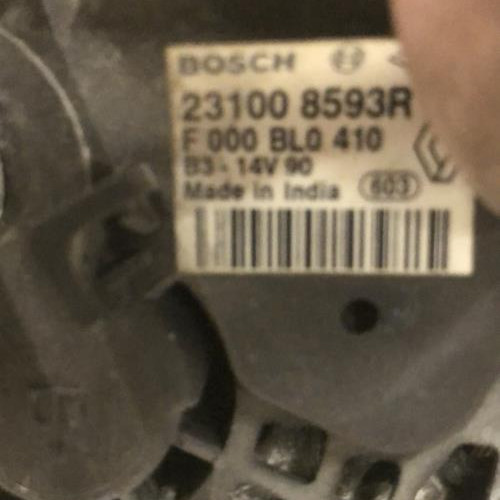 BOSCH
23100 8593R
F 000 BL0 410
B3 - 14V 90
Made in India 603